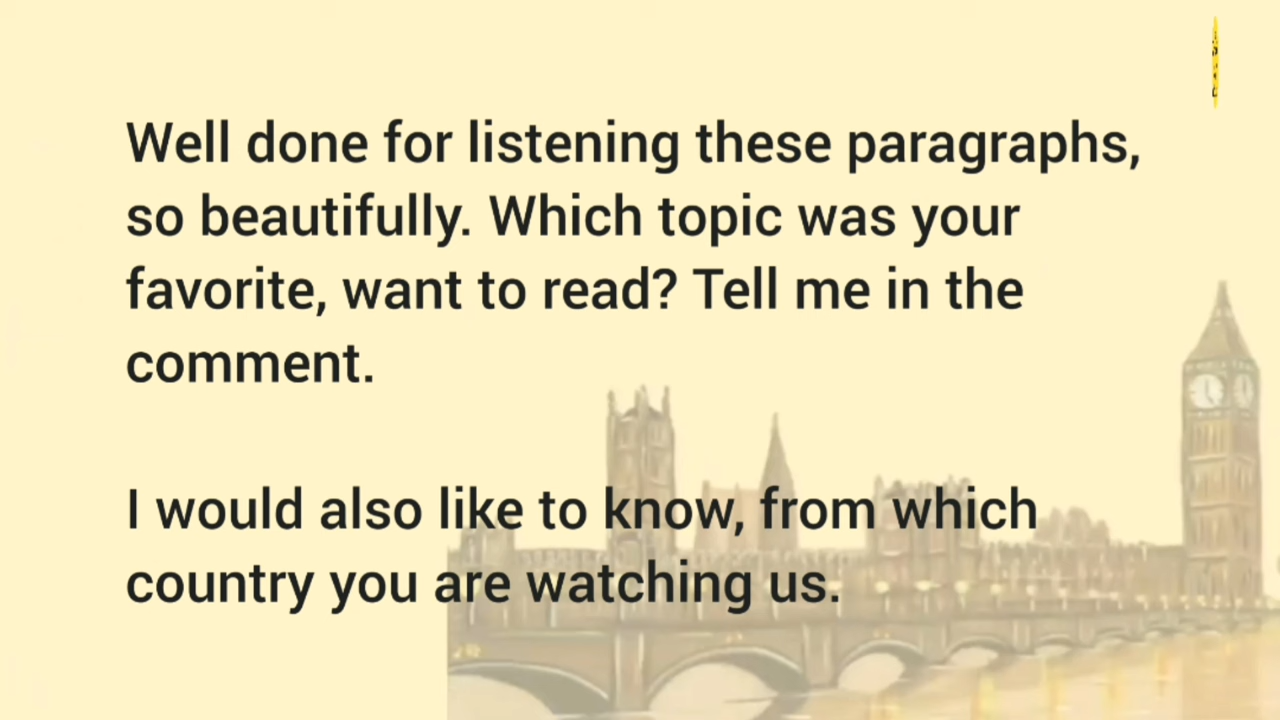 Well done for listening these paragraphs,
so beautifully. Which topic was your
favorite, want to read? Tell me in the
comment.
I would also like to know, from which
country you are watching us.